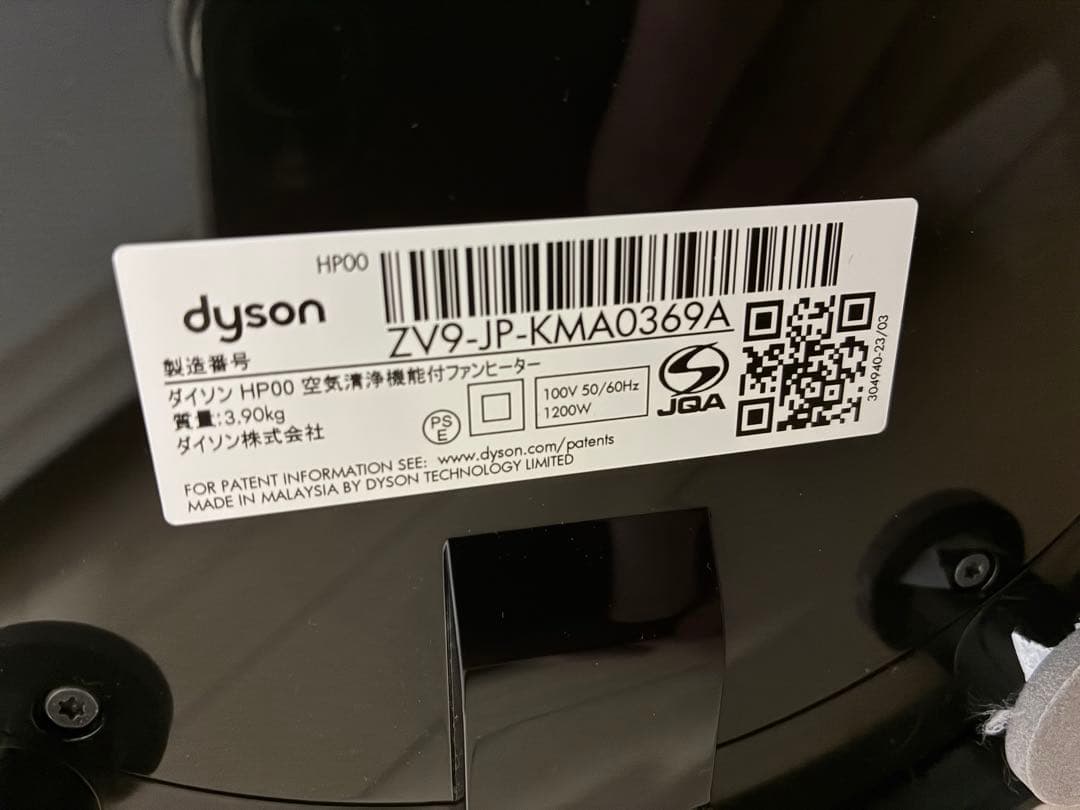 HP00
dyson
ZV9-JP-KMA0369A
製造番号
ダイソン HP00 空気清浄機能付ファンヒーター
質量:3.90kg
ダイソン株式会社
PS
E
100V 50/60Hz
1200W
S
JQA
304940-23/03
FOR PATENT INFORMATION SEE: www.dyson.com/patents
MADE IN MALAYSIA BY DYSON TECHNOLOGY LIMITED